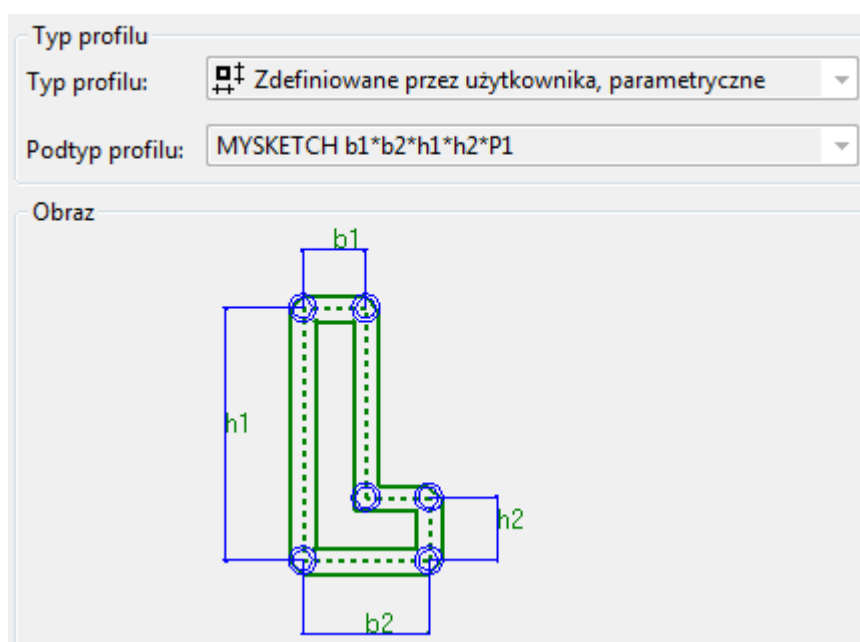 Typ profilu
Typ profilu: Zdefiniowane przez użytkownika, parametryczne
Podtyp profilu: MYSKETCH b1*b2*h1*h2*P1
Obraz
b1
h1
h2
b2